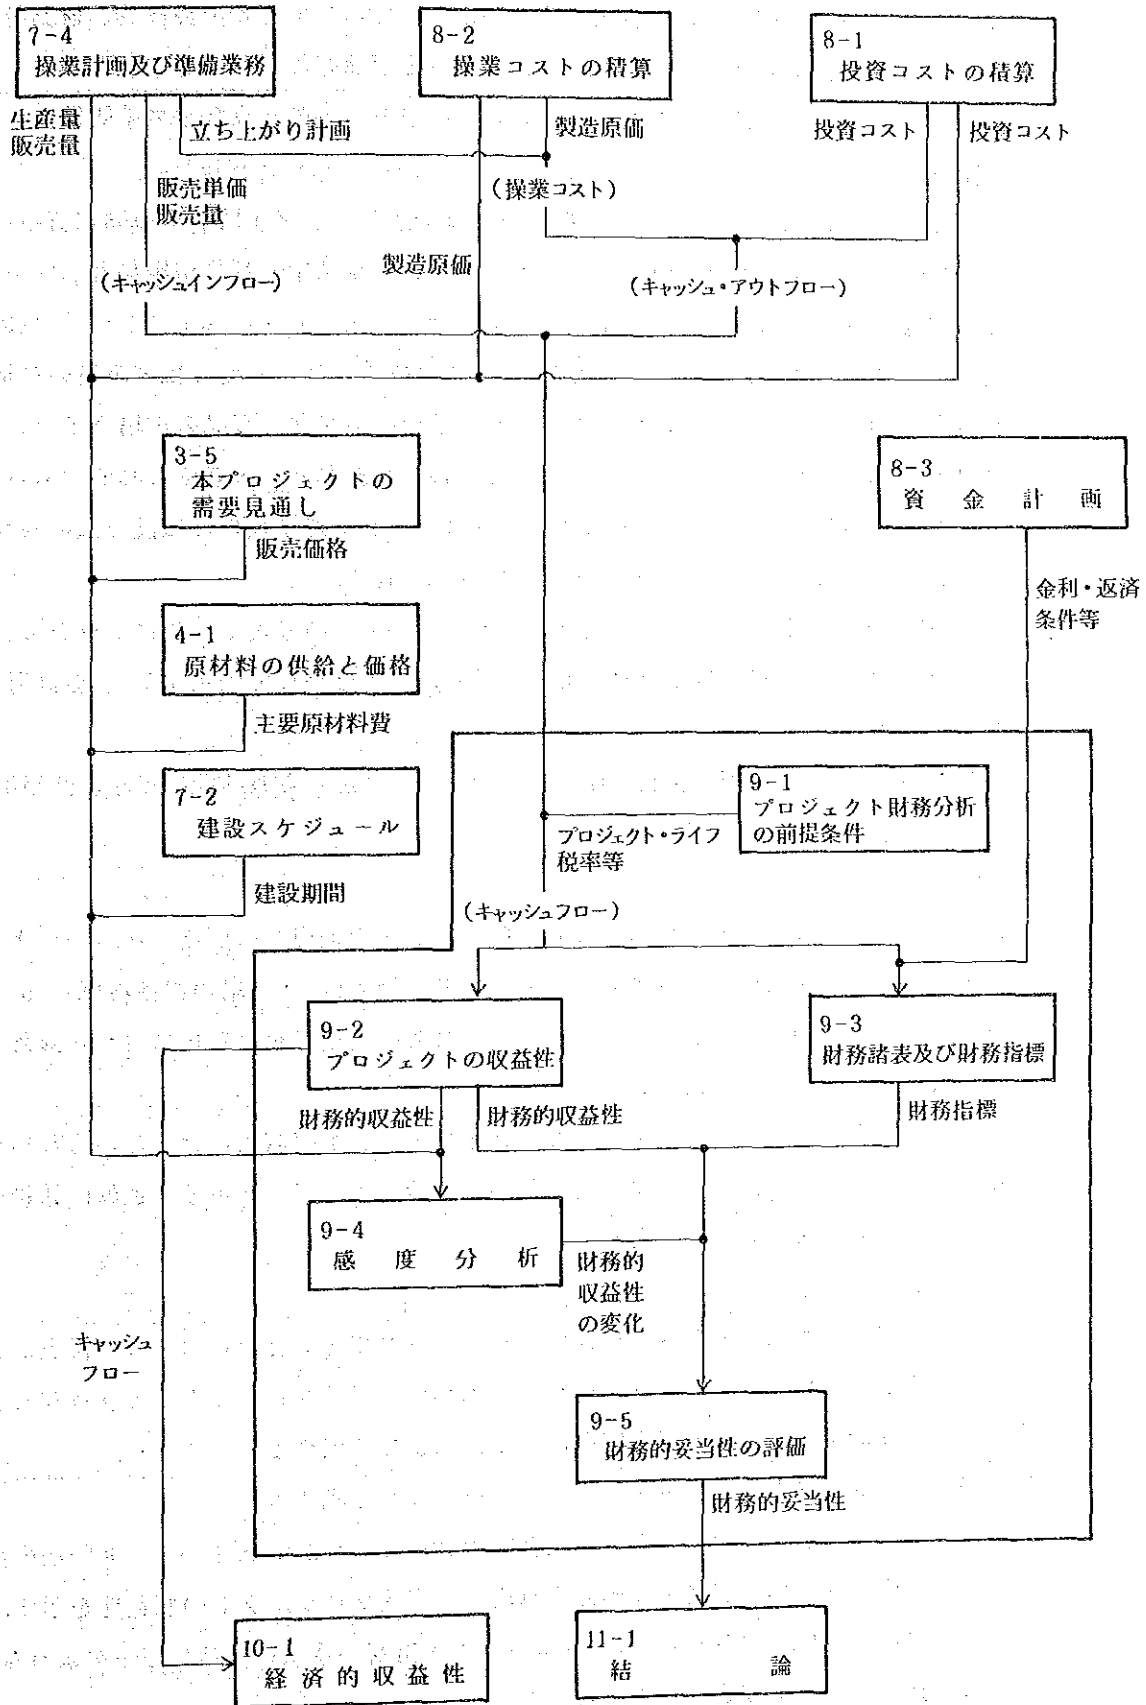 7-4
操業計画及び準備業務
8-2
操業コストの積算
8-1
投資コストの積算
生産量
販売量
立ち上がり計画
製造原価
投資コスト
投資コスト
販売単価
販売量
(操業コスト)
製造原価
(キャッシュインフロー)
(キャッシュ・アウトフロー)
3-5
本プロジェクトの
需要見通し
販売価格
8-3
資金計画
金利・返済
条件等
4-1
原材料の供給と価格
主要原材料費
7-2
建設スケジュール
建設期間
9-1
プロジェクト財務分析
の前提条件
プロジェクト・ライフ
税率等
(キャッシュフロー)
9-2
プロジェクトの収益性
9-3
財務諸表及び財務指標
財務的収益性
財務的収益性
財務指標
9-4
感度分析
財務的
収益性
の変化
キャッシュ
フロー
9-5
財務的妥当性の評価
財務的妥当性
10-1
経済的収益性
11-1
結論